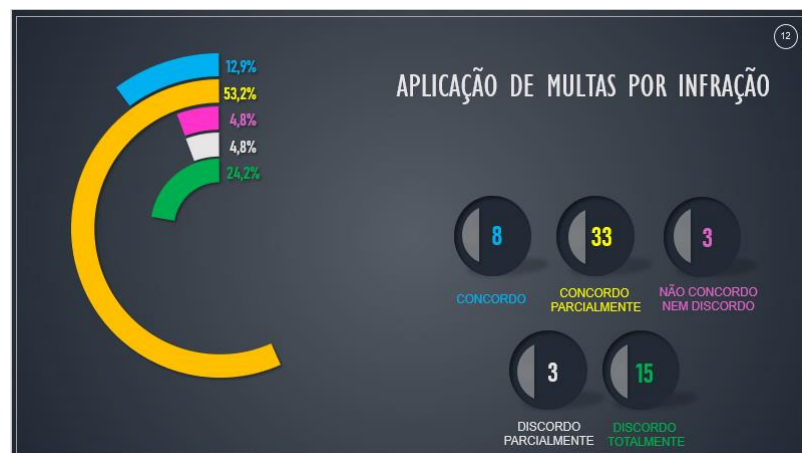 12
APLICAÇÃO DE MULTAS POR INFRAÇÃO
12,9%
53,2%
4,8%
4,8%
24,2%
8
33
3
CONCORDO
CONCORDO
PARCIALMENTE
NÃO CONCORDO
NEM DISCORDO
3
15
DISCORDO
PARCIALMENTE
DISCORDO
TOTALMENTE